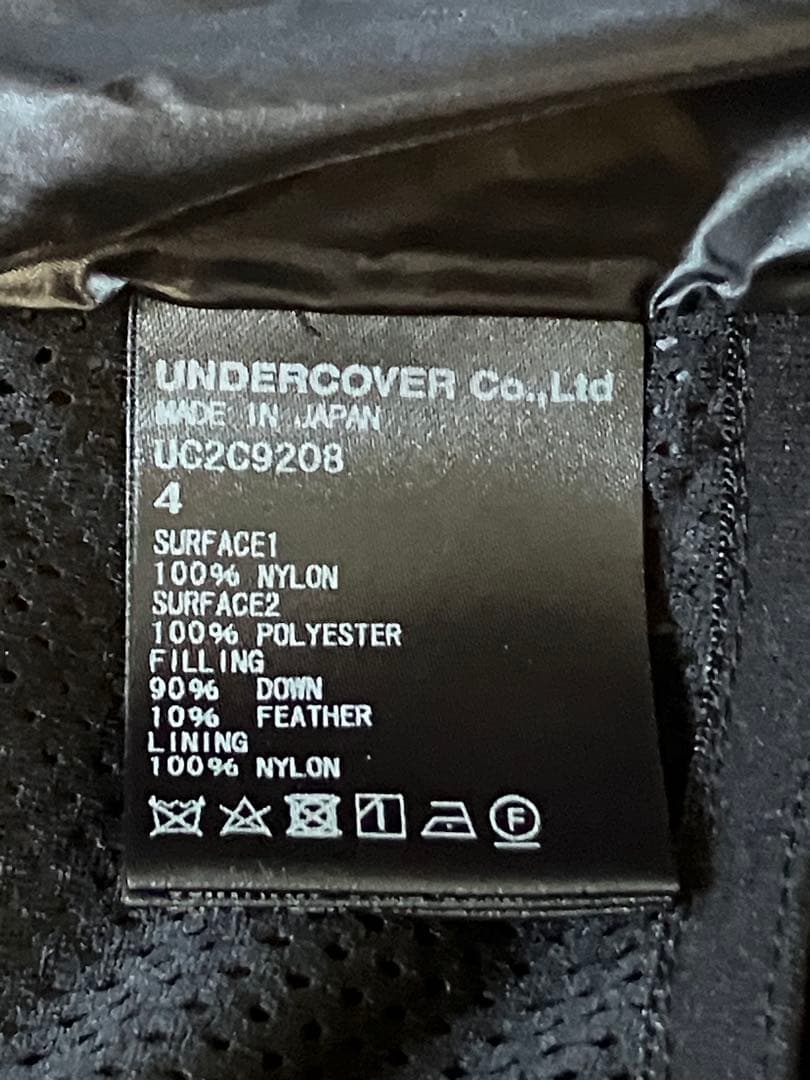 UNDERCOVER Co.,Ltd
MADE IN JAPAN
UC2C9208
4
SURFACE1
100% NYLON
SURFACE2
100% POLYESTER
FILLING
90% DOWN
10% FEATHER
LINING
100% NYLON
F